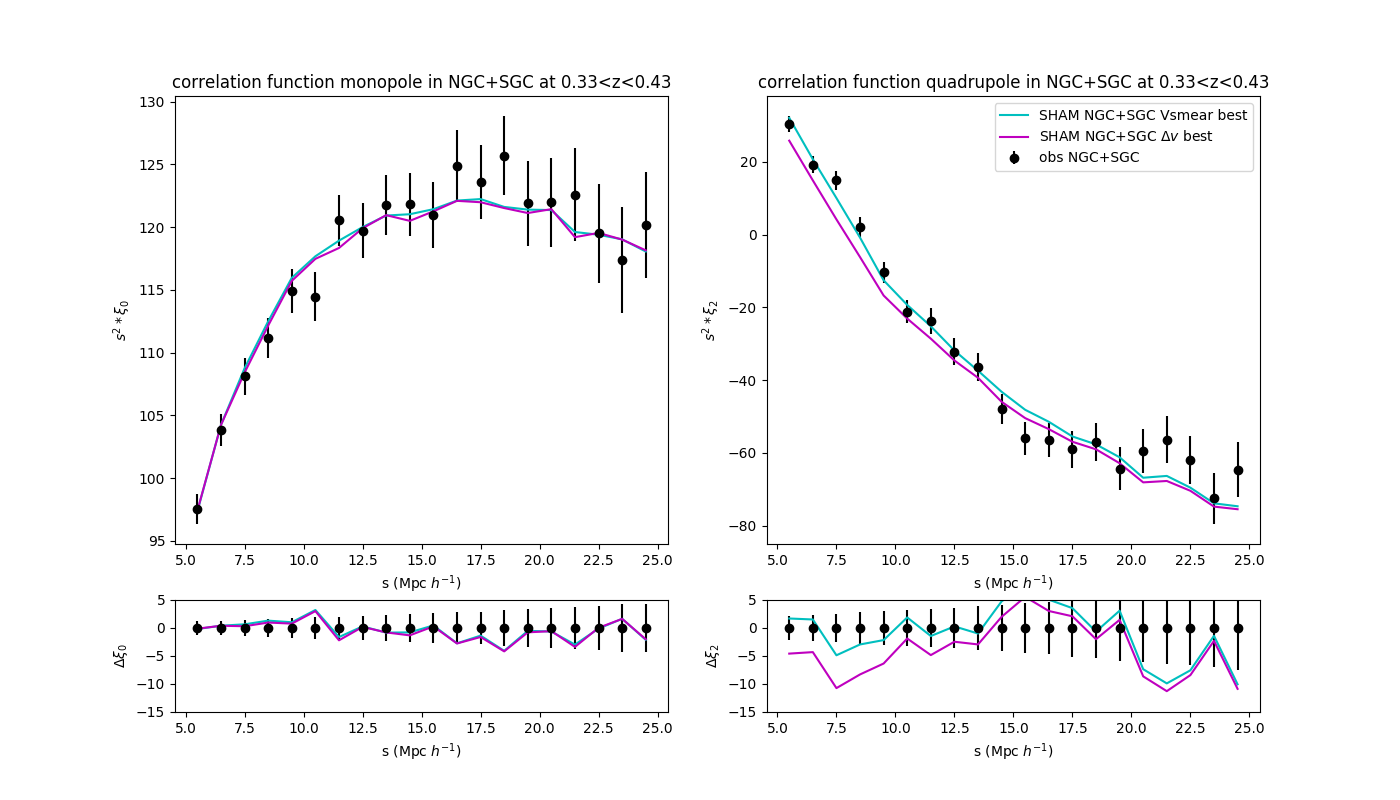 correlation function monopole in NGC+SGC at 0.33<z<0.43
130
125
120
115
110
105
100
95
s² * ξ₀
5.0 7.5 10.0 12.5 15.0 17.5 20.0 22.5 25.0
s (Mpc h⁻¹)
5
0
−5
−10
−15
Δξ₀
5.0 7.5 10.0 12.5 15.0 17.5 20.0 22.5 25.0
s (Mpc h⁻¹)
correlation function quadrupole in NGC+SGC at 0.33<z<0.43
SHAM NGC+SGC Vsmear best
SHAM NGC+SGC Δv best
obs NGC+SGC
20
0
−20
−40
−60
−80
s² * ξ₂
5.0 7.5 10.0 12.5 15.0 17.5 20.0 22.5 25.0
s (Mpc h⁻¹)
5
0
−5
−10
−15
Δξ₂
5.0 7.5 10.0 12.5 15.0 17.5 20.0 22.5 25.0
s (Mpc h⁻¹)